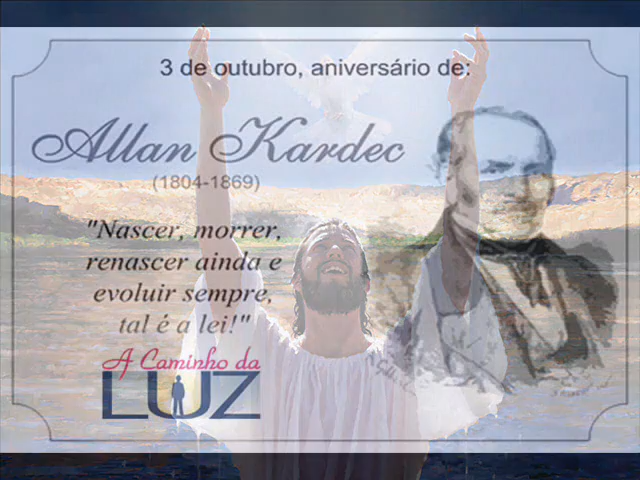 3 de outubro, aniversário de:
Allan Kardec
(1804-1869)
"Nascer, morrer,
renascer ainda e
evoluir sempre,
tal é a lei!"
A Caminho da
LUZ